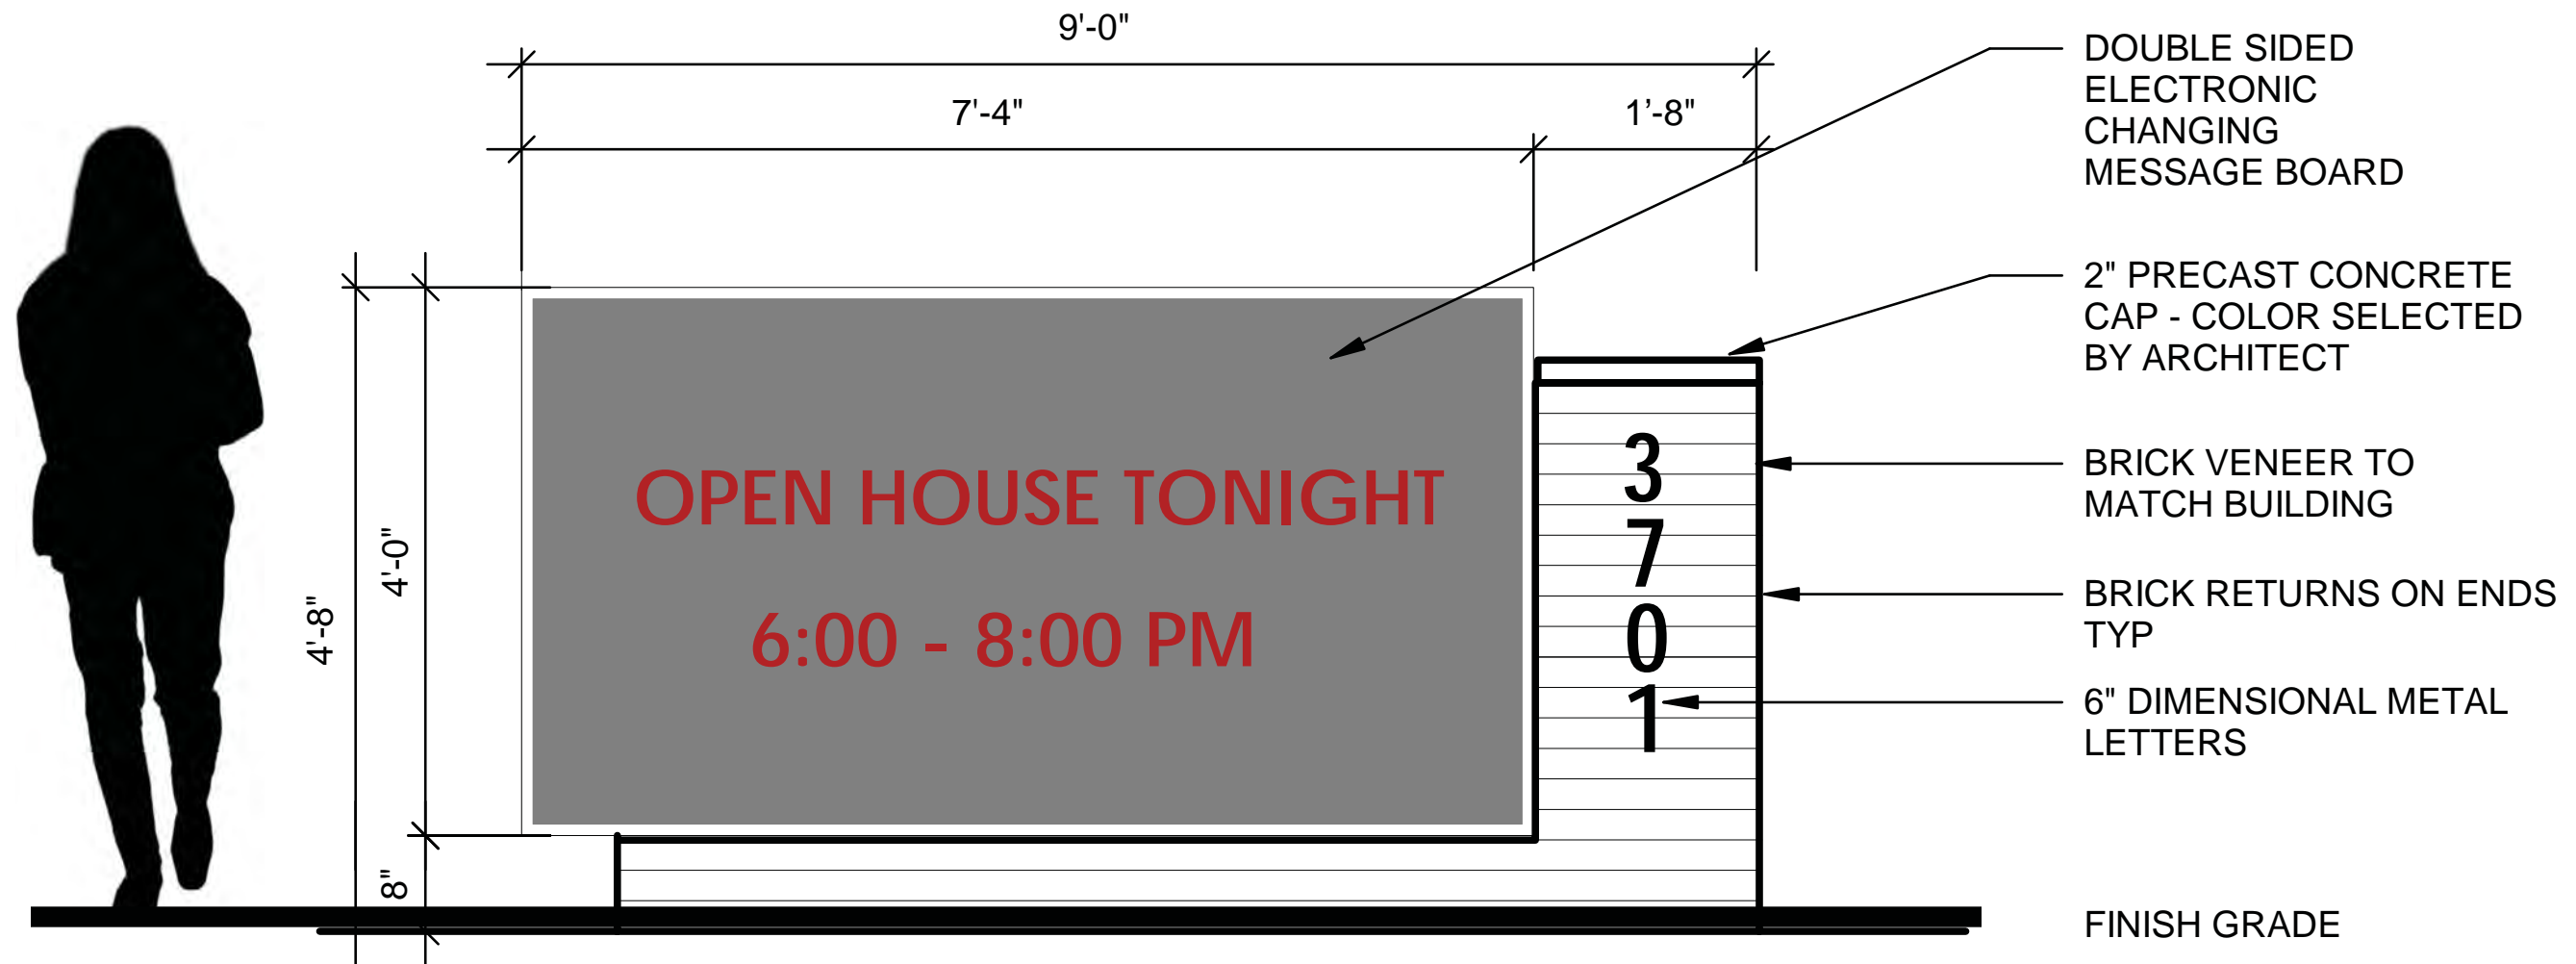 9'-0"
7'-4"
1'-8"
DOUBLE SIDED
ELECTRONIC
CHANGING
MESSAGE BOARD
2" PRECAST CONCRETE
CAP - COLOR SELECTED
BY ARCHITECT
BRICK VENEER TO
MATCH BUILDING
BRICK RETURNS ON ENDS
TYP
6" DIMENSIONAL METAL
LETTERS
FINISH GRADE
4'-8"
4'-0"
8"
OPEN HOUSE TONIGHT
6:00 - 8:00 PM
3
7
0
1